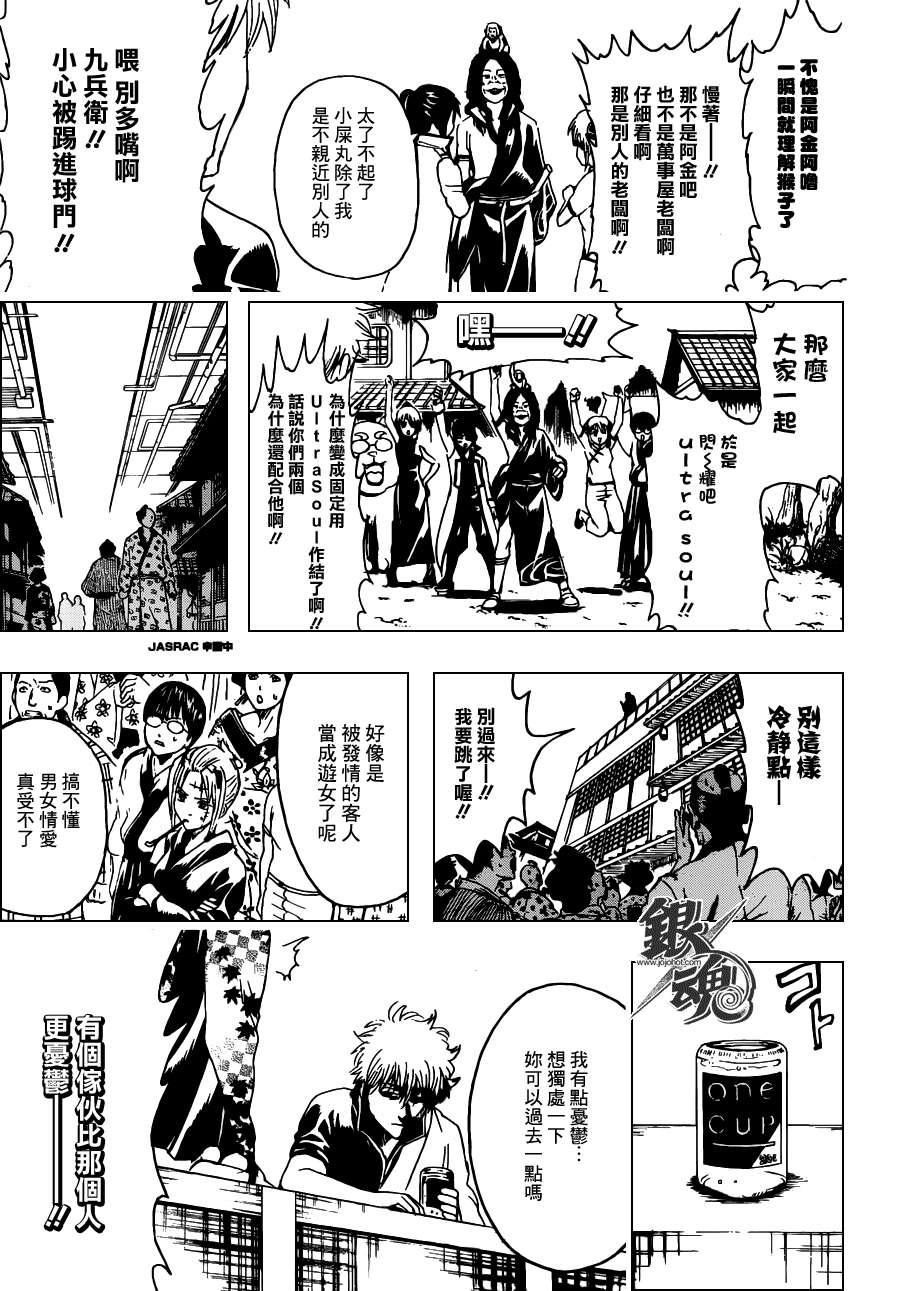 不愧是阿金阿嚕
一瞬間就理解猴子了
慢著——!!
那不是阿金吧
也不是萬事屋老闆啊
仔細看啊
那是別人的老闆啊!!
太了不起了
小屎丸除了我
是不親近別人的
喂 別多嘴啊
九兵衛!!
小心被踢進球門!!
那麼
大家一起
於是
閃～耀吧
ultra soul!!
嘿——!!
為什麼變成固定用
UltraSoul作結了啊!!
話說你們兩個
為什麼還配合他啊!!
JASRAC 申請中
別這樣
冷静點—
別過來—!!
我要跳了喔!!
好像是
被發情的客人
當成遊女了呢
搞不懂
男女情愛
真受不了
銀魂
www.jojohot.com
コト
one
CUP
我有點憂鬱…
想獨處一下
妳可以過去一點嗎
有個傢伙比那個人
更憂鬱——!!